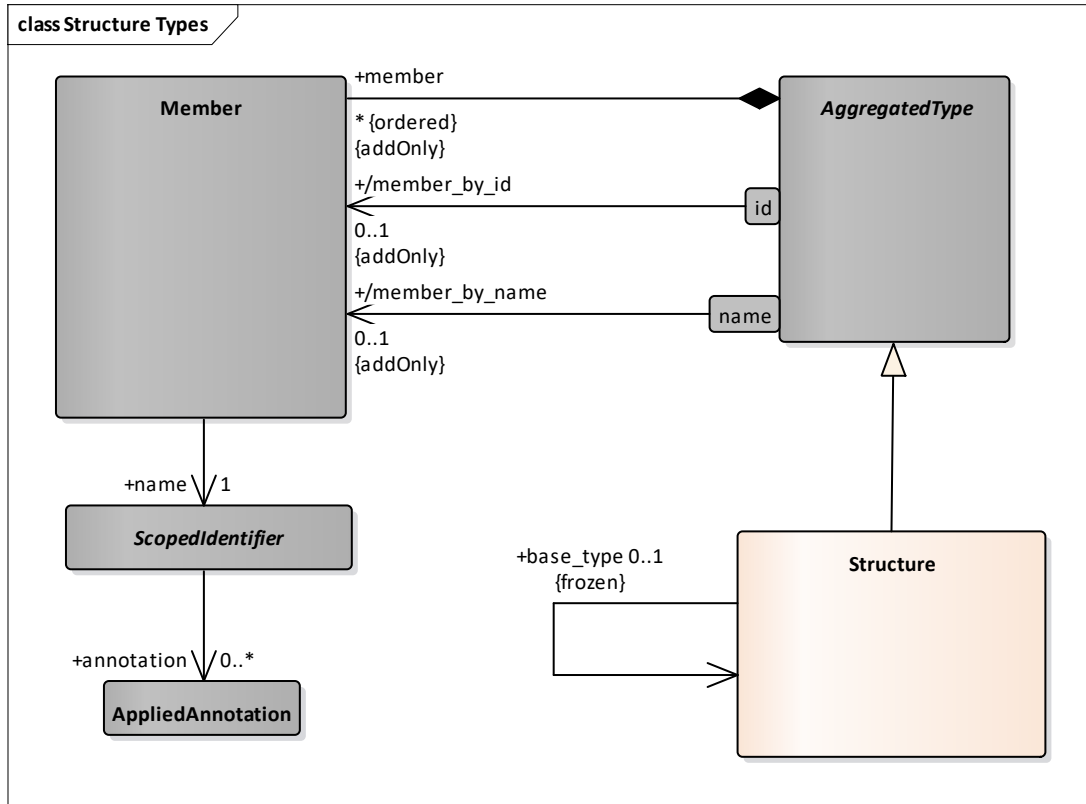 class Structure Types
Member
+member
AggregatedType
* {ordered}
{addOnly}
+/member_by_id
id
0..1
{addOnly}
+/member_by_name
name
0..1
{addOnly}
+name 1
ScopedIdentifier
+base_type 0..1
{frozen}
Structure
+annotation 0..*
AppliedAnnotation